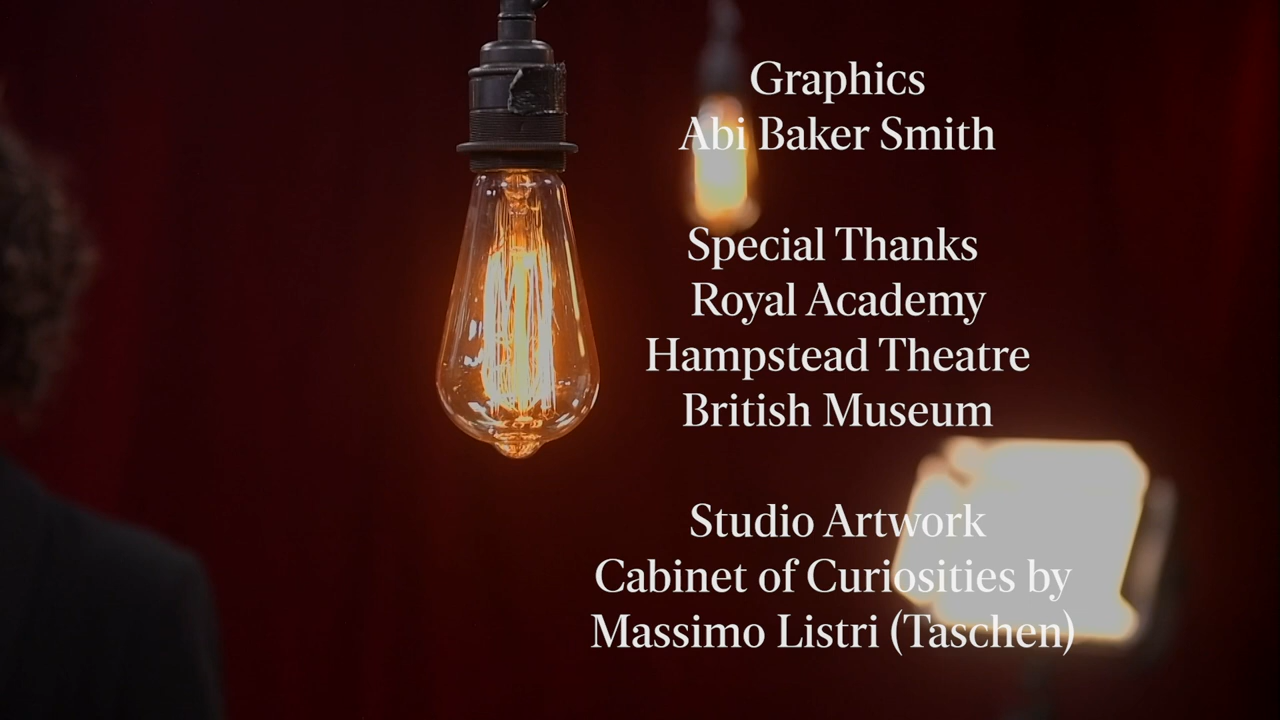 Graphics
Abi Baker Smith
Special Thanks
Royal Academy
Hampstead Theatre
British Museum
Studio Artwork
Cabinet of Curiosities by
Massimo Listri (Taschen)